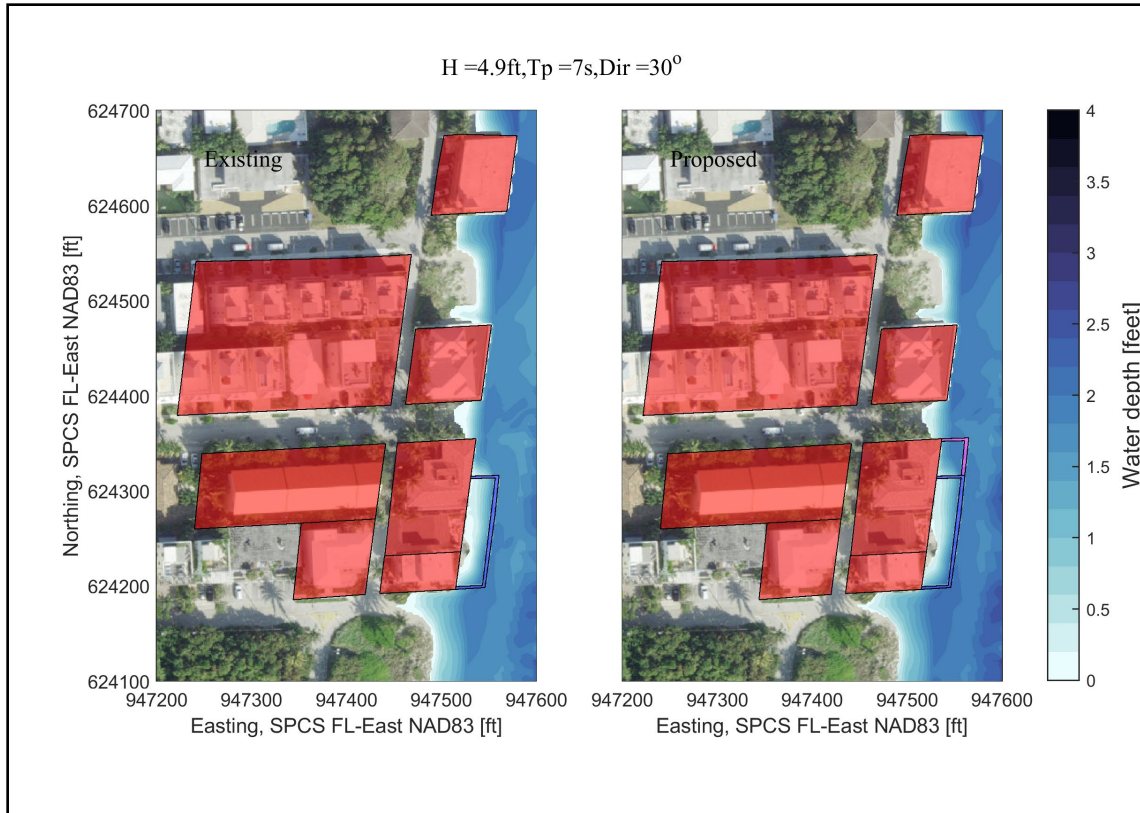 H =4.9ft,Tp =7s,Dir =30°
Existing
Proposed
624700
624600
624500
624400
624300
624200
624100
Northing, SPCS FL-East NAD83 [ft]
947200 947300 947400 947500 947600
Easting, SPCS FL-East NAD83 [ft]
947200 947300 947400 947500 947600
Easting, SPCS FL-East NAD83 [ft]
4
3.5
3
2.5
2
1.5
1
0.5
0
Water depth [feet]